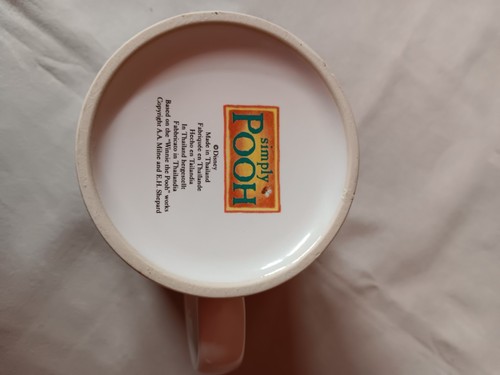 simply
POOH
©Disney
Made in Thailand
Fabriquée en Thaïlande
Hecho en Tailandia
In Thailand hergestellt
Fabbricato in Thailandia
Based on the "Winnie the Pooh" works
Copyright A.A. Milne and E.H. Shepard